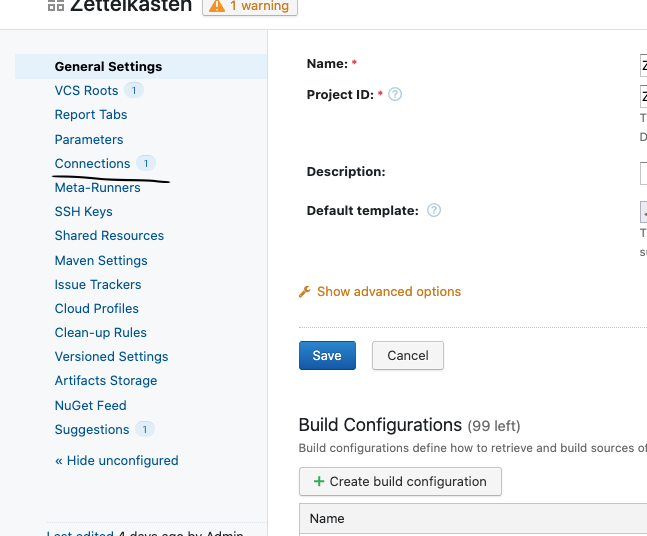 Zettelkasten 1 warning
General Settings
VCS Roots 1
Report Tabs
Parameters
Connections 1
Meta-Runners
SSH Keys
Shared Resources
Maven Settings
Issue Trackers
Cloud Profiles
Clean-up Rules
Versioned Settings
Artifacts Storage
NuGet Feed
Suggestions 1
« Hide unconfigured
Last edited 4 days ago by Admin
Name: *
Project ID: * ?
Description:
Default template: ?
Show advanced options
Save Cancel
Build Configurations (99 left)
Build configurations define how to retrieve and build sources of
+ Create build configuration
Name